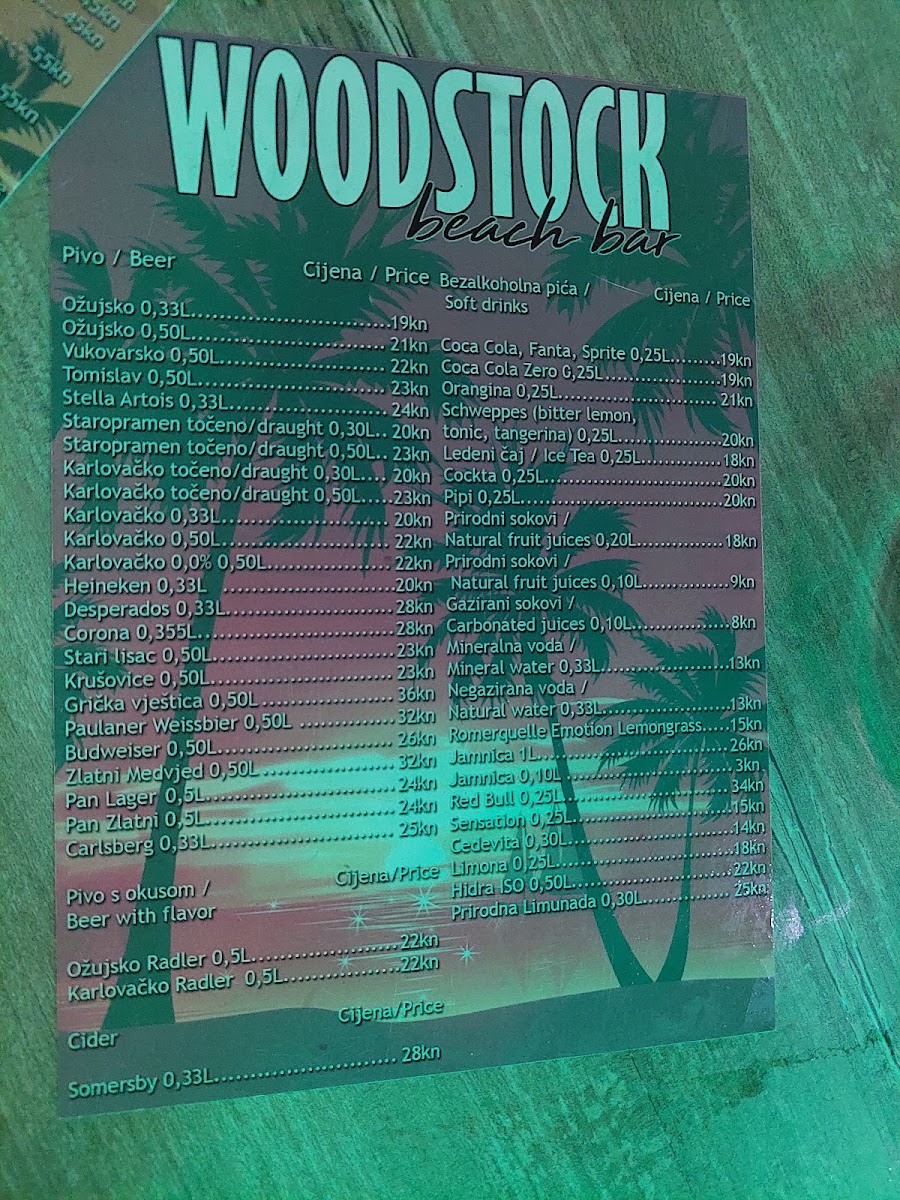 45kn
55kn
55kn
WOODSTOCK
beach bar
Pivo / Beer
Cijena / Price
Ožujsko 0,33L 19kn
Ožujsko 0,50L 21kn
Vukovarsko 0,50L 22kn
Tomislav 0,50L 23kn
Stella Artois 0,33L 24kn
Staropramen točeno/draught 0,30L 20kn
Staropramen točeno/draught 0,50L 23kn
Karlovačko točeno/draught 0,30L 20kn
Karlovačko točeno/draught 0,50L 23kn
Karlovačko 0,33L 20kn
Karlovačko 0,50L 22kn
Karlovačko 0,0% 0,50L 22kn
Heineken 0,33L 20kn
Desperados 0,33L 28kn
Corona 0,355L 28kn
Stari lisac 0,50L 23kn
Krušovice 0,50L 23kn
Grička vještica 0,50L 36kn
Paulaner Weissbier 0,50L 32kn
Budweiser 0,50L 26kn
Zlatni Medvjed 0,50L 32kn
Pan Lager 0,5L 24kn
Pan Zlatni 0,5L 24kn
Carlsberg 0,33L 25kn
Pivo s okusom /
Beer with flavor
Cijena/Price
Ožujsko Radler 0,5L 22kn
Karlovačko Radler 0,5L 22kn
Cider
Cijena/Price
Somersby 0,33L 28kn
Bezalkoholna pića /
Soft drinks
Cijena / Price
Coca Cola, Fanta, Sprite 0,25L 19kn
Coca Cola Zero 0,25L 19kn
Orangina 0,25L 21kn
Schweppes (bitter lemon,
tonic, tangerina) 0,25L 20kn
Ledeni čaj / Ice Tea 0,25L 18kn
Cockta 0,25L 20kn
Pipi 0,25L 20kn
Prirodni sokovi /
Natural fruit juices 0,20L 18kn
Prirodni sokovi /
Natural fruit juices 0,10L 9kn
Gazirani sokovi /
Carbonated juices 0,10L 8kn
Mineralna voda /
Mineral water 0,33L 13kn
Negazirana voda /
Natural water 0,33L 13kn
Romerquelle Emotion Lemongrass 15kn
Jamnica 1L 26kn
Jamnica 0,10L 3kn
Red Bull 0,25L 34kn
Sensation 0,25L 15kn
Cedevita 0,30L 14kn
Limona 0,25L 18kn
Hidra ISO 0,50L 22kn
Prirodna Limunada 0,30L 25kn